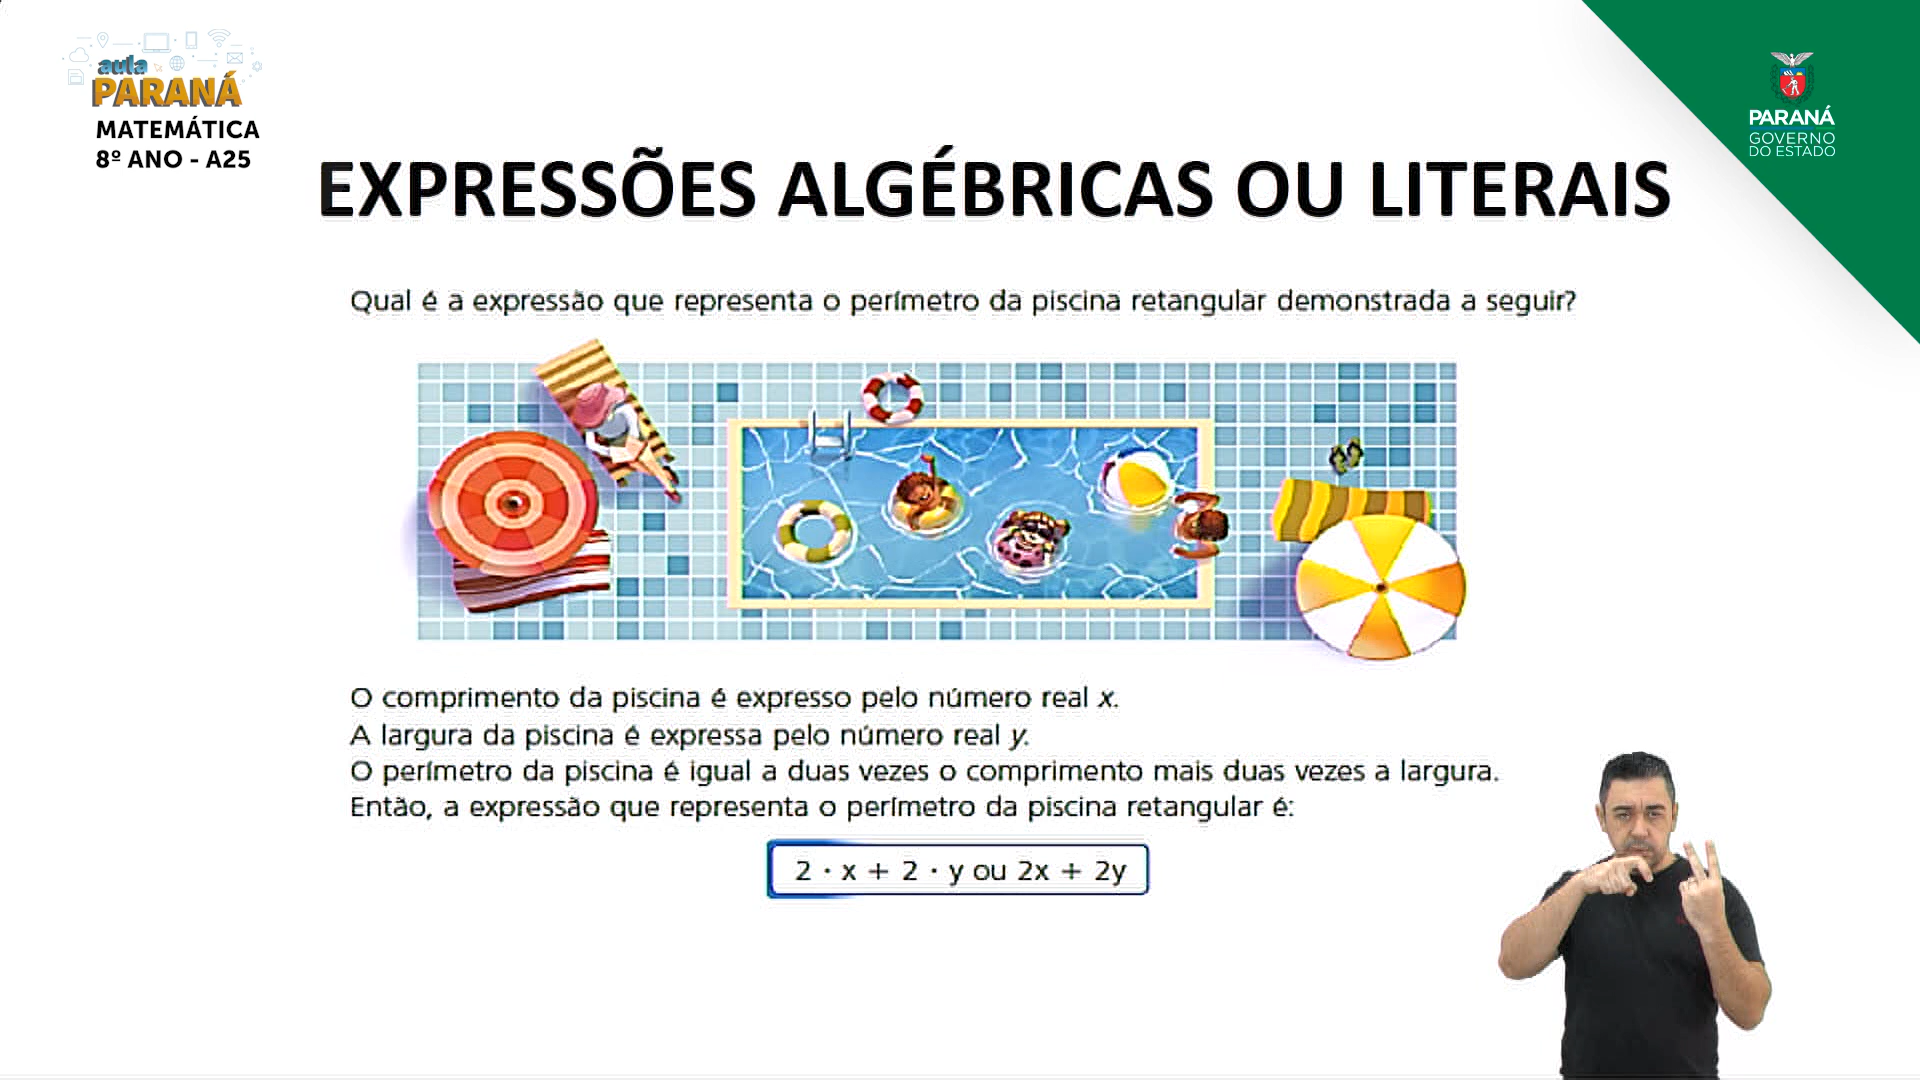 aula
PARANÁ
MATEMÁTICA
8º ANO - A25
PARANÁ
GOVERNO
DO ESTADO
EXPRESSÕES ALGÉBRICAS OU LITERAIS
Qual é a expressão que representa o perímetro da piscina retangular demonstrada a seguir?
O comprimento da piscina é expresso pelo número real x.
A largura da piscina é expressa pelo número real y.
O perímetro da piscina é igual a duas vezes o comprimento mais duas vezes a largura.
Então, a expressão que representa o perímetro da piscina retangular é:
2 · x + 2 · y ou 2x + 2y